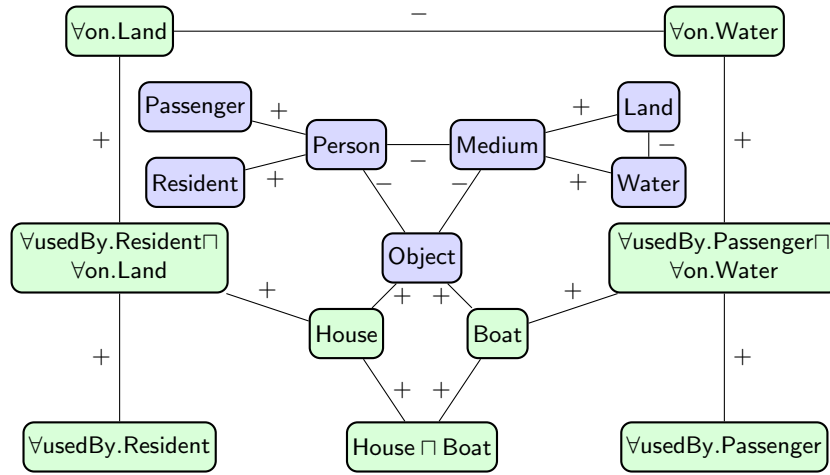 ∀on.Land
−
∀on.Water
Passenger
+
Person
−
Medium
+
Land
−
Resident
+
+
Water
+
+
−
−
∀usedBy.Resident⊓
∀on.Land
Object
∀usedBy.Passenger⊓
∀on.Water
+
+
+
+
House
Boat
+
+
+
+
∀usedBy.Resident
House ⊓ Boat
∀usedBy.Passenger